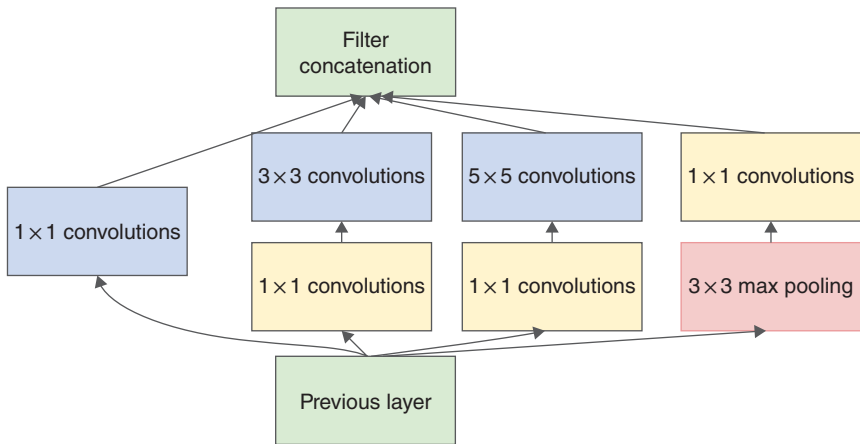 Filter
concatenation
3×3 convolutions
5×5 convolutions
1×1 convolutions
1×1 convolutions
1×1 convolutions
1×1 convolutions
3×3 max pooling
Previous layer